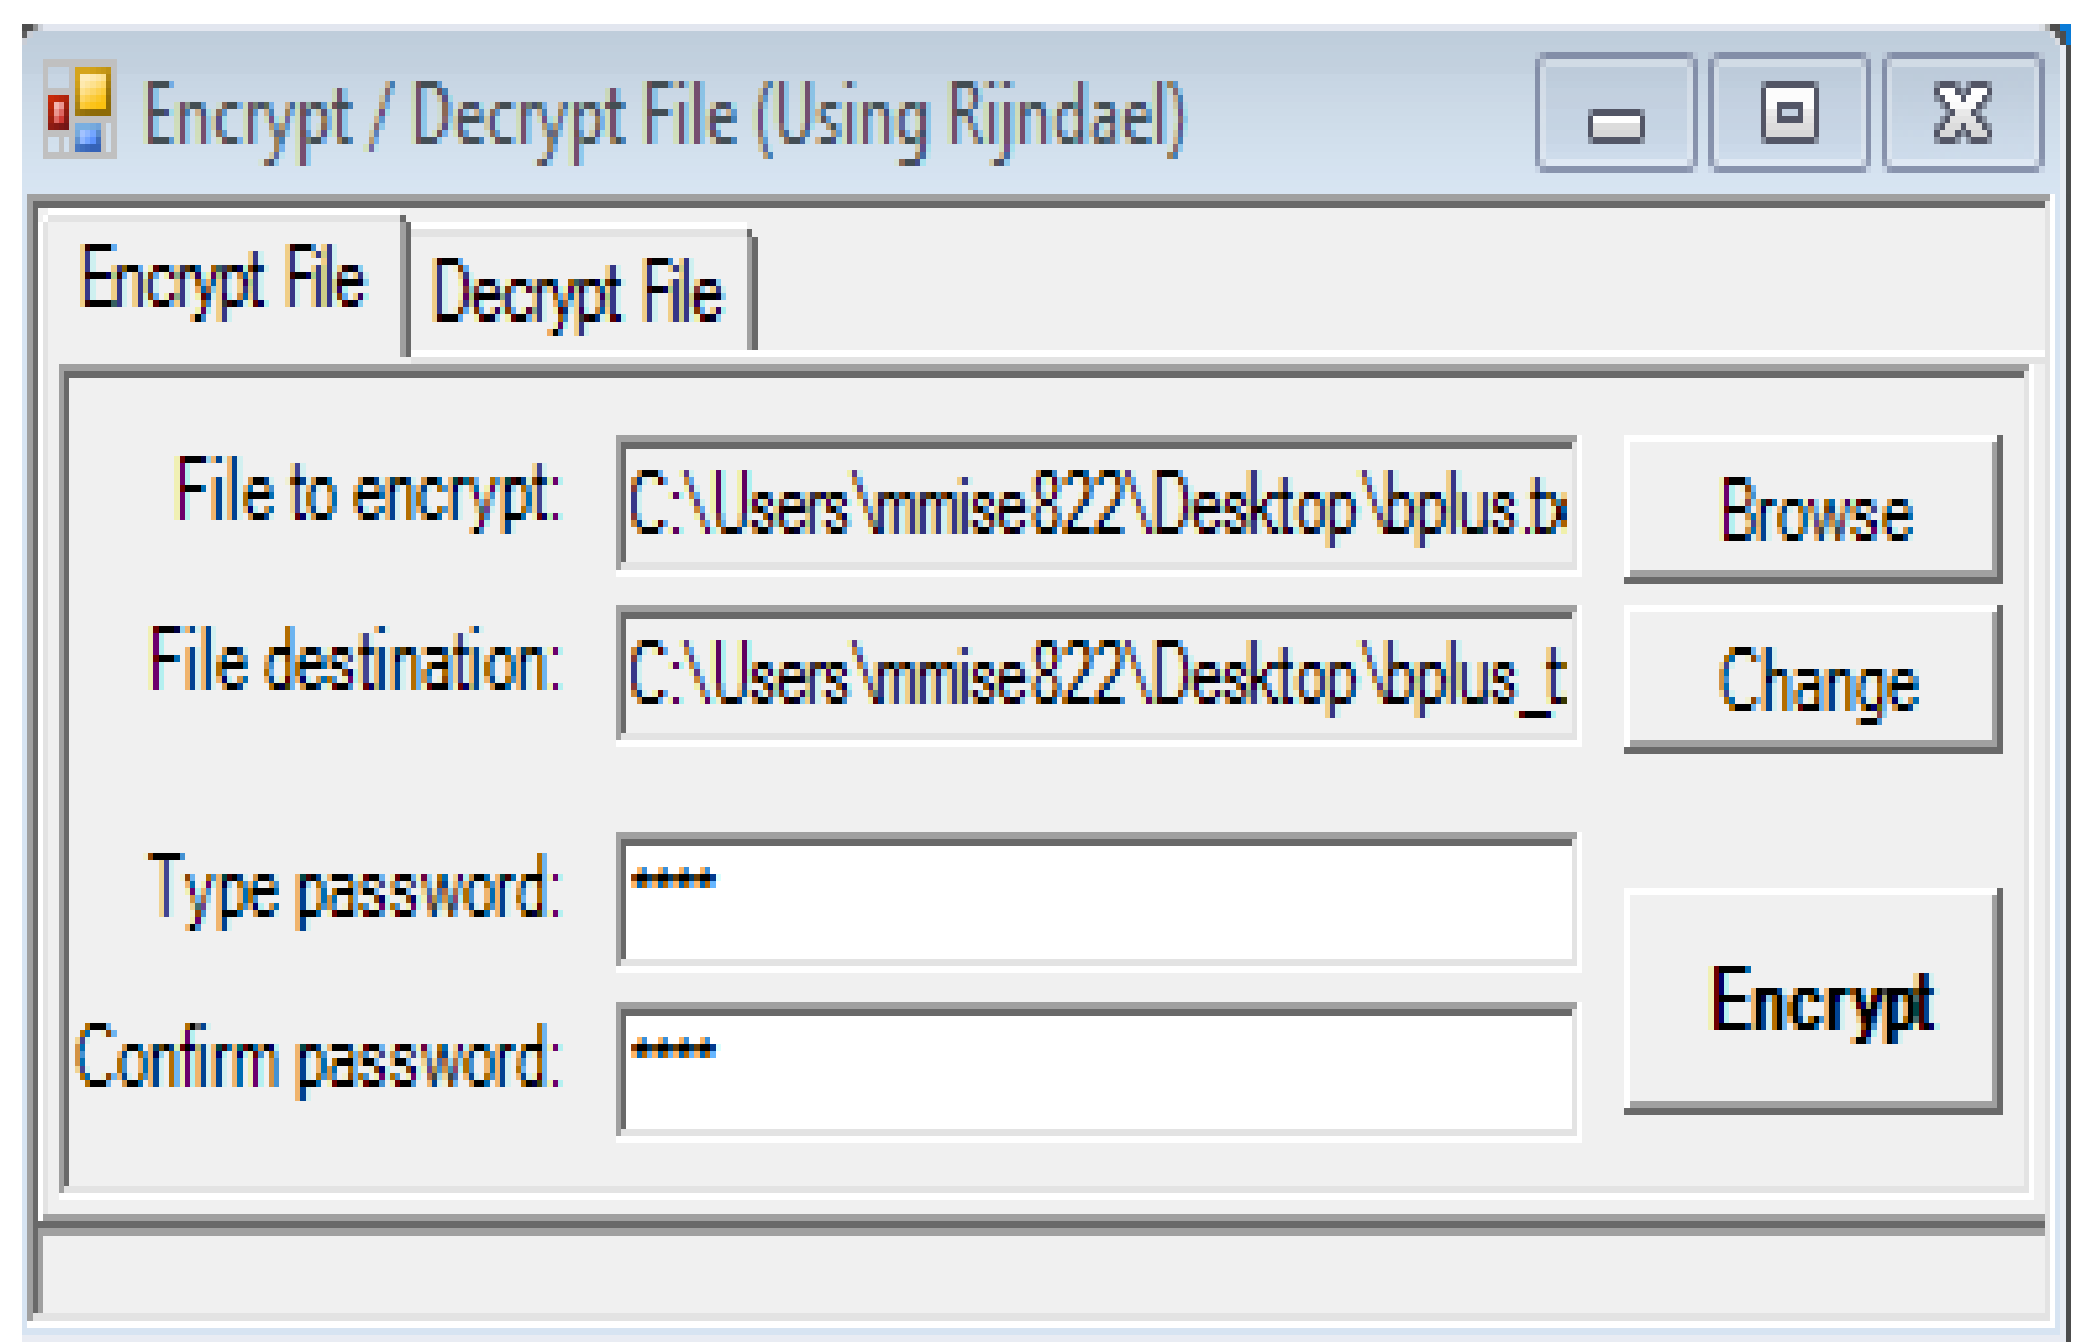 Encrypt / Decrypt File (Using Rijndael)
Encrypt File Decrypt File
File to encrypt: C:\Users\mmise822\Desktop\bplus.tx Browse
File destination: C:\Users\mmise822\Desktop\bplus_t Change
Type password: ****
Encrypt
Confirm password: ****